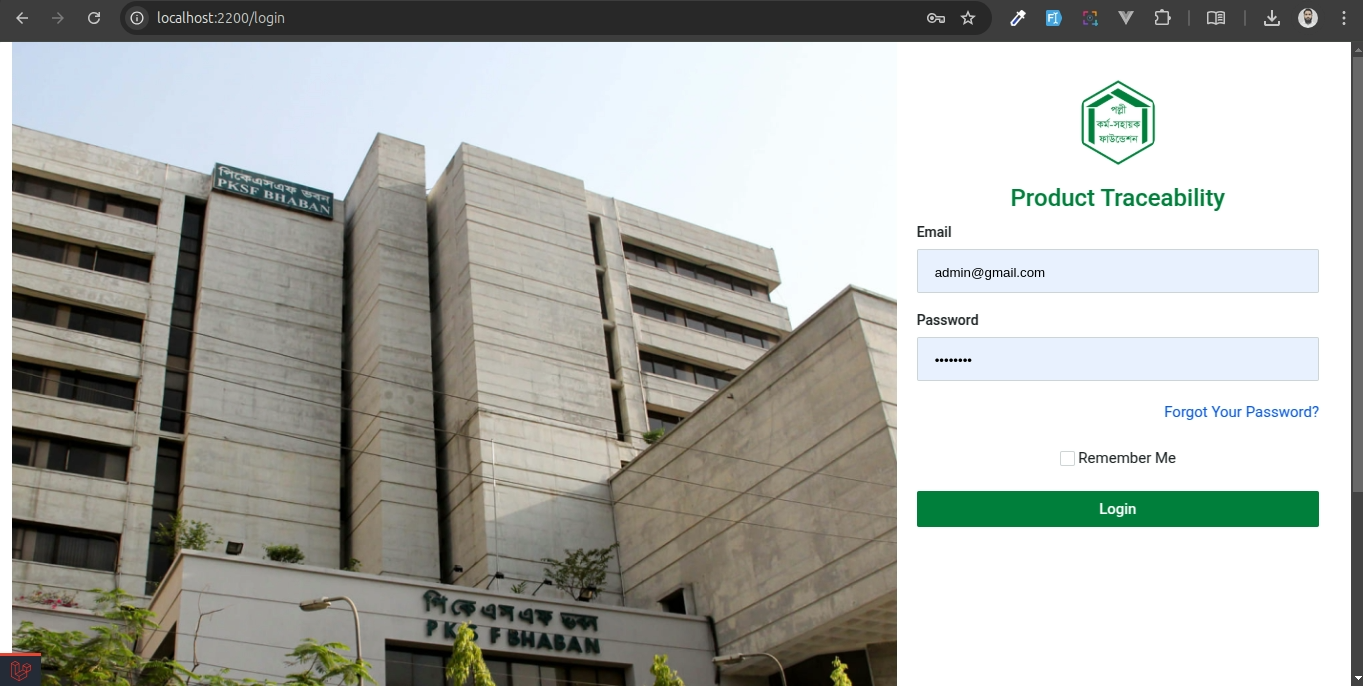 localhost:2200/login
পিকেএসএফ ভবন
PKSF BHABAN
পিকেএসএফ ভবন
PKSF BHABAN
পল্লী
কর্ম-সহায়ক
ফাউন্ডেশন
Product Traceability
Email
admin@gmail.com
Password
Forgot Your Password?
Remember Me
Login